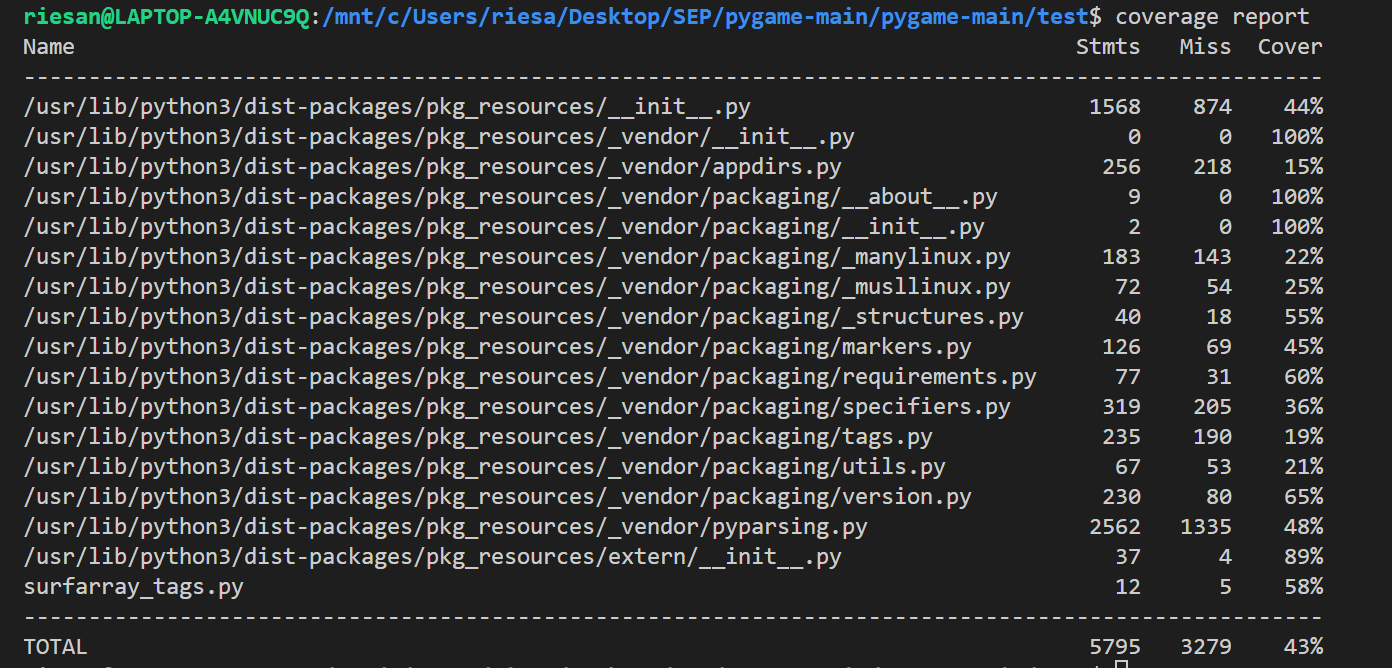 riesan@LAPTOP-A4VNUC9Q:/mnt/c/Users/riesa/Desktop/SEP/pygame-main/pygame-main/test$ coverage report
Name Stmts Miss Cover
----------------------------------------------------------------------------------------------------
/usr/lib/python3/dist-packages/pkg_resources/__init__.py 1568 874 44%
/usr/lib/python3/dist-packages/pkg_resources/_vendor/__init__.py 0 0 100%
/usr/lib/python3/dist-packages/pkg_resources/_vendor/appdirs.py 256 218 15%
/usr/lib/python3/dist-packages/pkg_resources/_vendor/packaging/__about__.py 9 0 100%
/usr/lib/python3/dist-packages/pkg_resources/_vendor/packaging/__init__.py 2 0 100%
/usr/lib/python3/dist-packages/pkg_resources/_vendor/packaging/_manylinux.py 183 143 22%
/usr/lib/python3/dist-packages/pkg_resources/_vendor/packaging/_musllinux.py 72 54 25%
/usr/lib/python3/dist-packages/pkg_resources/_vendor/packaging/_structures.py 40 18 55%
/usr/lib/python3/dist-packages/pkg_resources/_vendor/packaging/markers.py 126 69 45%
/usr/lib/python3/dist-packages/pkg_resources/_vendor/packaging/requirements.py 77 31 60%
/usr/lib/python3/dist-packages/pkg_resources/_vendor/packaging/specifiers.py 319 205 36%
/usr/lib/python3/dist-packages/pkg_resources/_vendor/packaging/tags.py 235 190 19%
/usr/lib/python3/dist-packages/pkg_resources/_vendor/packaging/utils.py 67 53 21%
/usr/lib/python3/dist-packages/pkg_resources/_vendor/packaging/version.py 230 80 65%
/usr/lib/python3/dist-packages/pkg_resources/_vendor/pyparsing.py 2562 1335 48%
/usr/lib/python3/dist-packages/pkg_resources/extern/__init__.py 37 4 89%
surfarray_tags.py 12 5 58%
----------------------------------------------------------------------------------------------------
TOTAL 5795 3279 43%